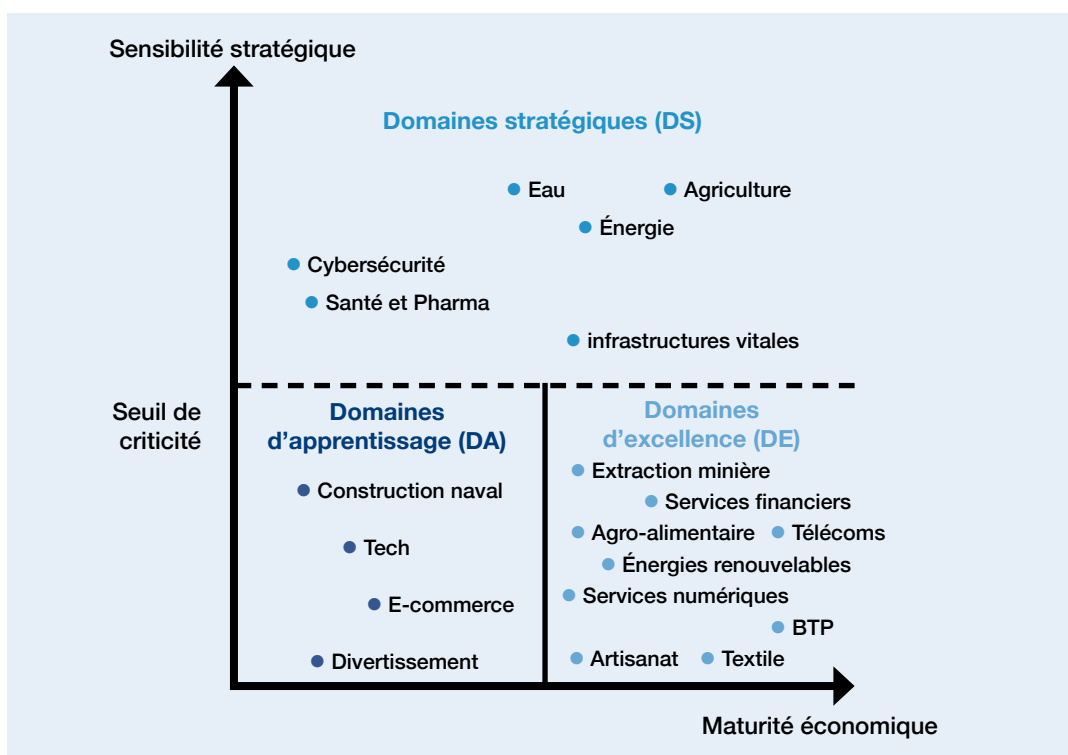 Sensibilité stratégique
Domaines stratégiques (DS)
Eau
Agriculture
Énergie
Cybersécurité
Santé et Pharma
infrastructures vitales
Seuil de
criticité
Domaines
d'apprentissage (DA)
Construction naval
Tech
E-commerce
Divertissement
Domaines
d'excellence (DE)
Extraction minière
Services financiers
Agro-alimentaire
Télécoms
Énergies renouvelables
Services numériques
BTP
Artisanat
Textile
Maturité économique